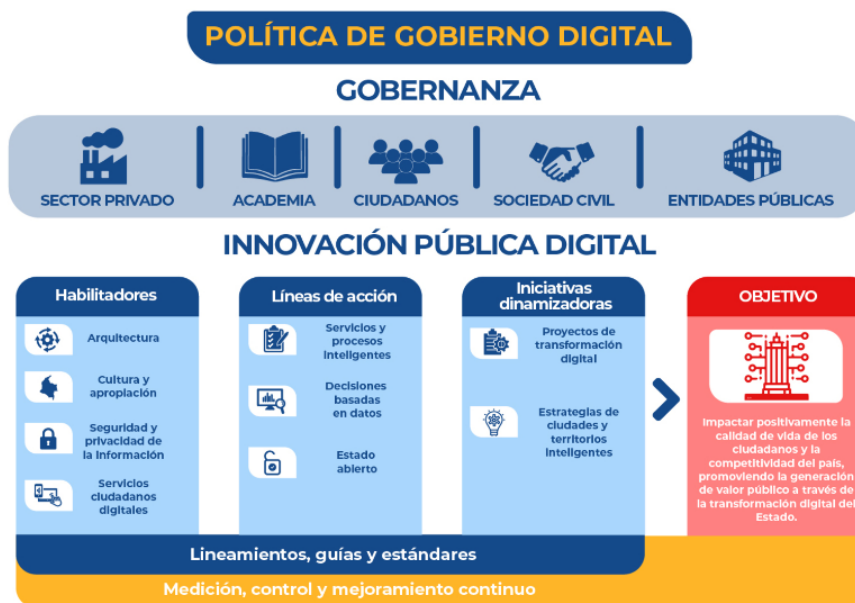 POLÍTICA DE GOBIERNO DIGITAL
GOBERNANZA
SECTOR PRIVADO
ACADEMIA
CIUDADANOS
SOCIEDAD CIVIL
ENTIDADES PÚBLICAS
INNOVACIÓN PÚBLICA DIGITAL
Habilitadores
Arquitectura
Cultura y
apropiación
Seguridad y
privacidad de
la Información
Servicios
ciudadanos
digitales
Líneas de acción
Servicios y
procesos
inteligentes
Decisiones
basadas
en datos
Estado
abierto
Iniciativas
dinamizadoras
Proyectos de
transformación
digital
Estrategias de
ciudades y
territorios
inteligentes
OBJETIVO
Impactar positivamente la
calidad de vida de los
ciudadanos y la
competitividad del país,
promoviendo la generación
de valor público a través de
la transformación digital del
Estado.
Lineamientos, guías y estándares
Medición, control y mejoramiento continuo